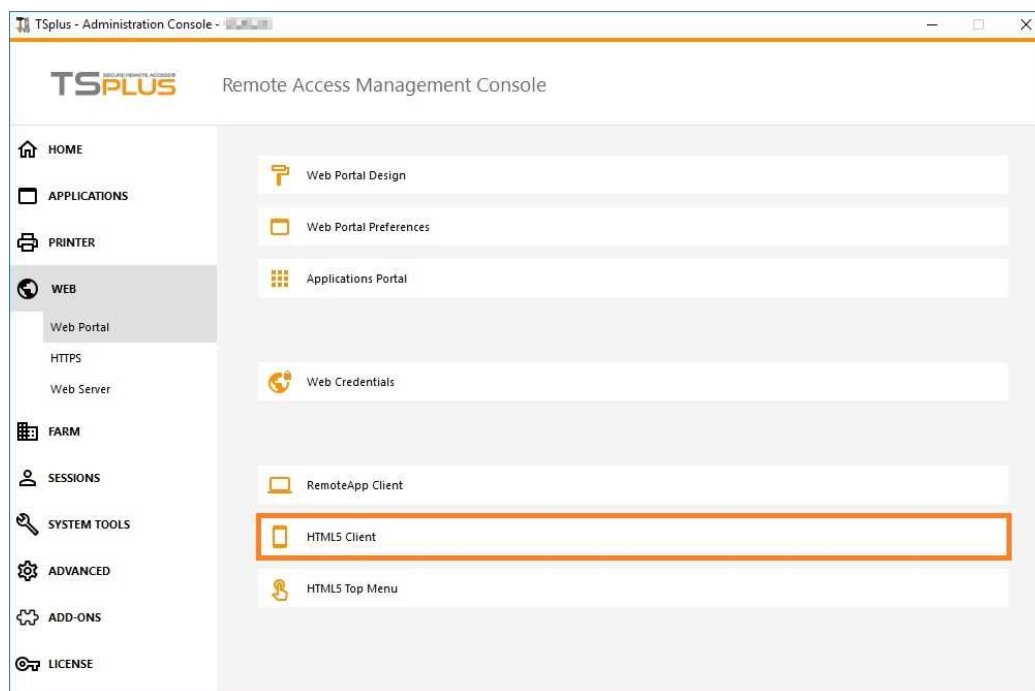 TSplus - Administration Console -
TSPLUS SECURE REMOTE ACCESS
Remote Access Management Console
HOME
APPLICATIONS
PRINTER
WEB
Web Portal
HTTPS
Web Server
FARM
SESSIONS
SYSTEM TOOLS
ADVANCED
ADD-ONS
LICENSE
Web Portal Design
Web Portal Preferences
Applications Portal
Web Credentials
RemoteApp Client
HTML5 Client
HTML5 Top Menu